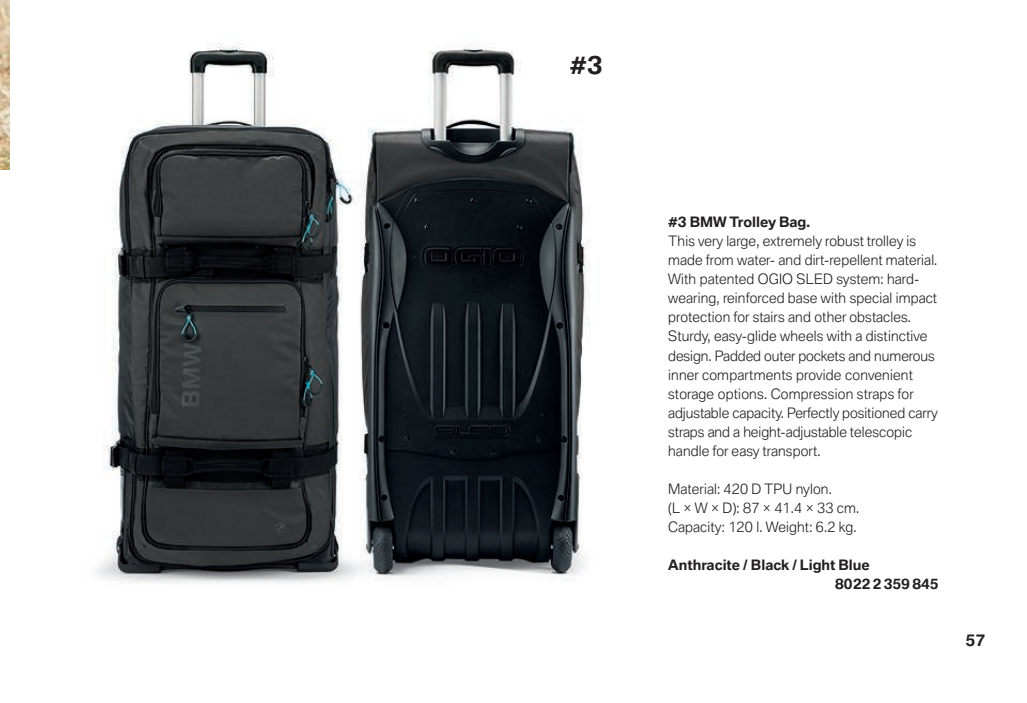 #3
BMW
OGIO
SLED
#3 BMW Trolley Bag.
This very large, extremely robust trolley is
made from water- and dirt-repellent material.
With patented OGIO SLED system: hard-
wearing, reinforced base with special impact
protection for stairs and other obstacles.
Sturdy, easy-glide wheels with a distinctive
design. Padded outer pockets and numerous
inner compartments provide convenient
storage options. Compression straps for
adjustable capacity. Perfectly positioned carry
straps and a height-adjustable telescopic
handle for easy transport.
Material: 420 D TPU nylon.
(L × W × D): 87 × 41.4 × 33 cm.
Capacity: 120 l. Weight: 6.2 kg.
Anthracite / Black / Light Blue
8022 2 359 845
57